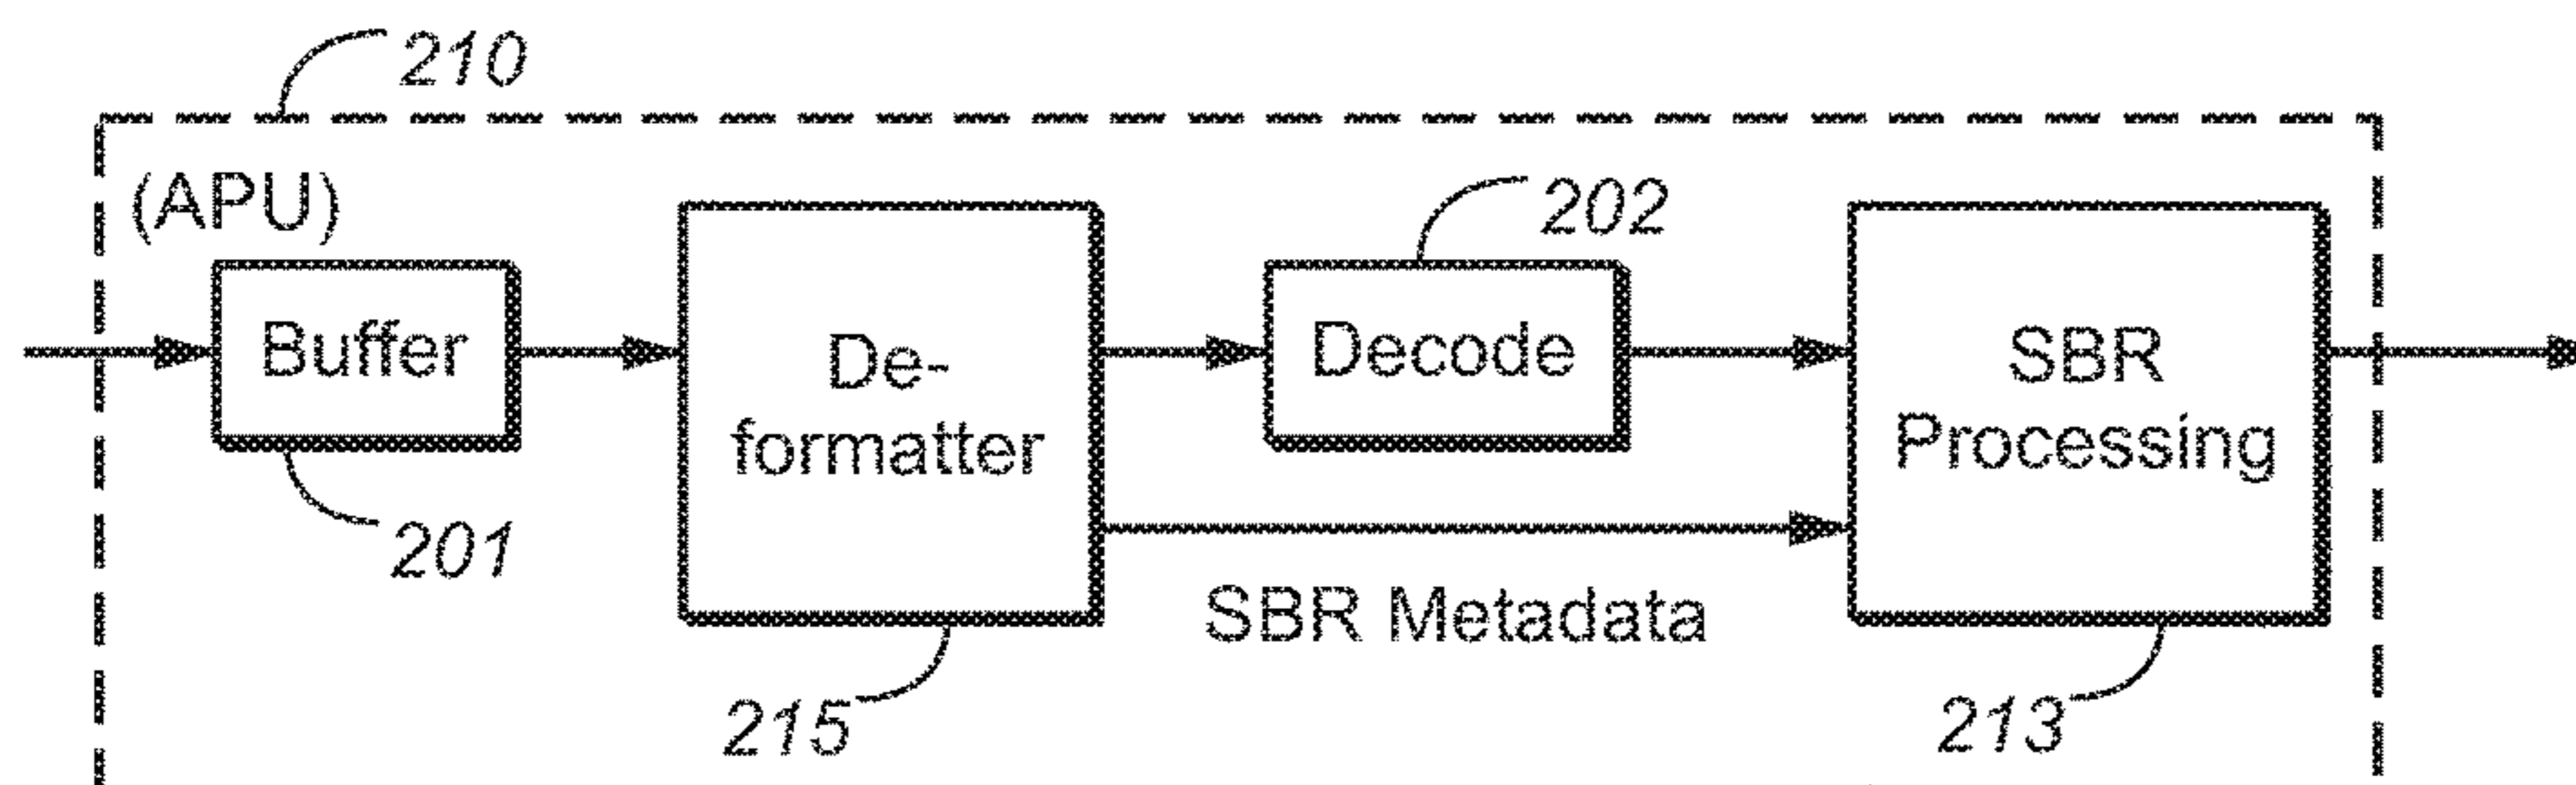 210
(APU)
202
Buffer
De-
formatter
Decode
SBR
Processing
201
SBR Metadata
215
213